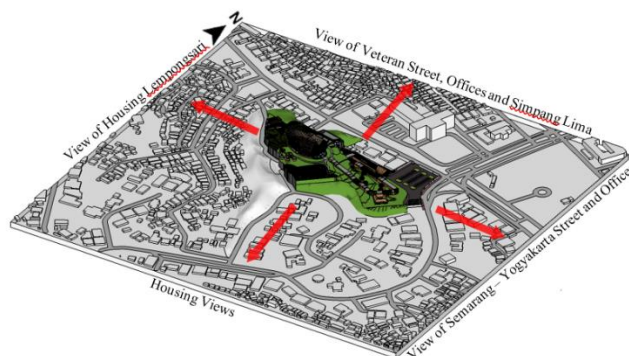 N
View of Veteran Street, Offices and Simpang Lima
View of Housing Lempongsari
View of Semarang– Yogyakarta Street and Office
Housing Views